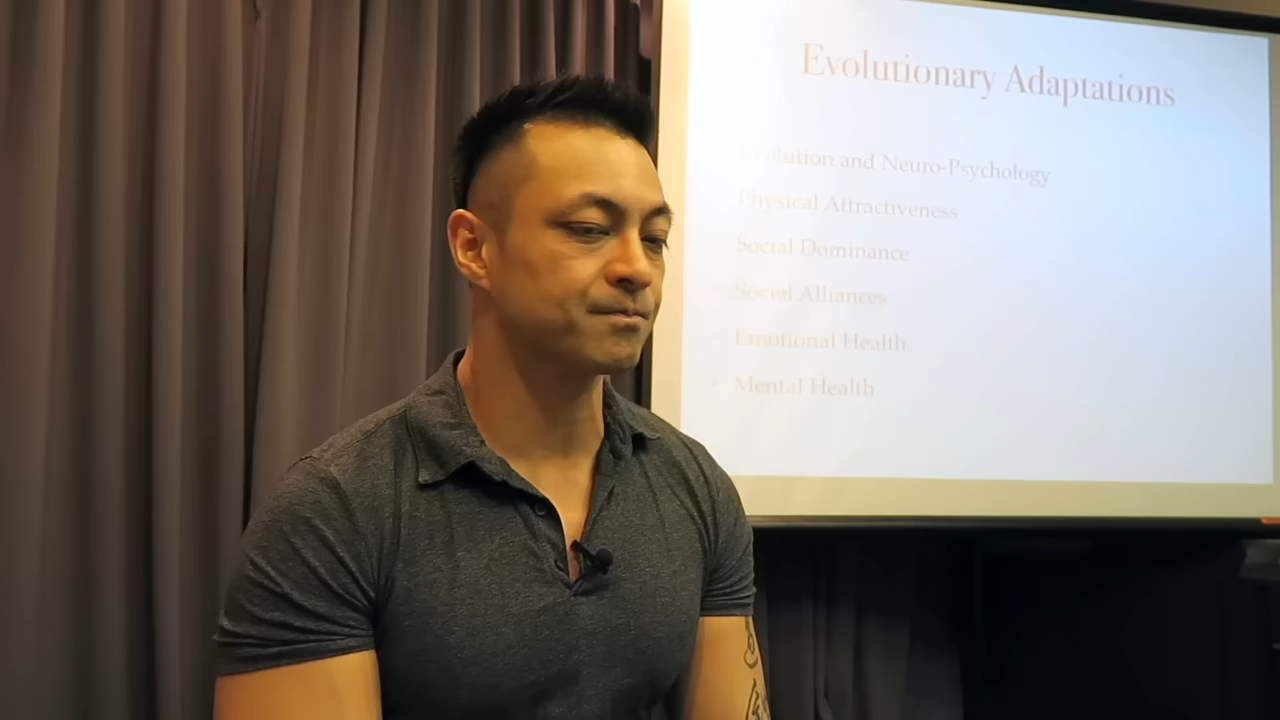 Evolutionary Adaptations
Evolution and Neuro-Psychology
Physical Attractiveness
Social Dominance
Social Alliances
Emotional Health
Mental Health